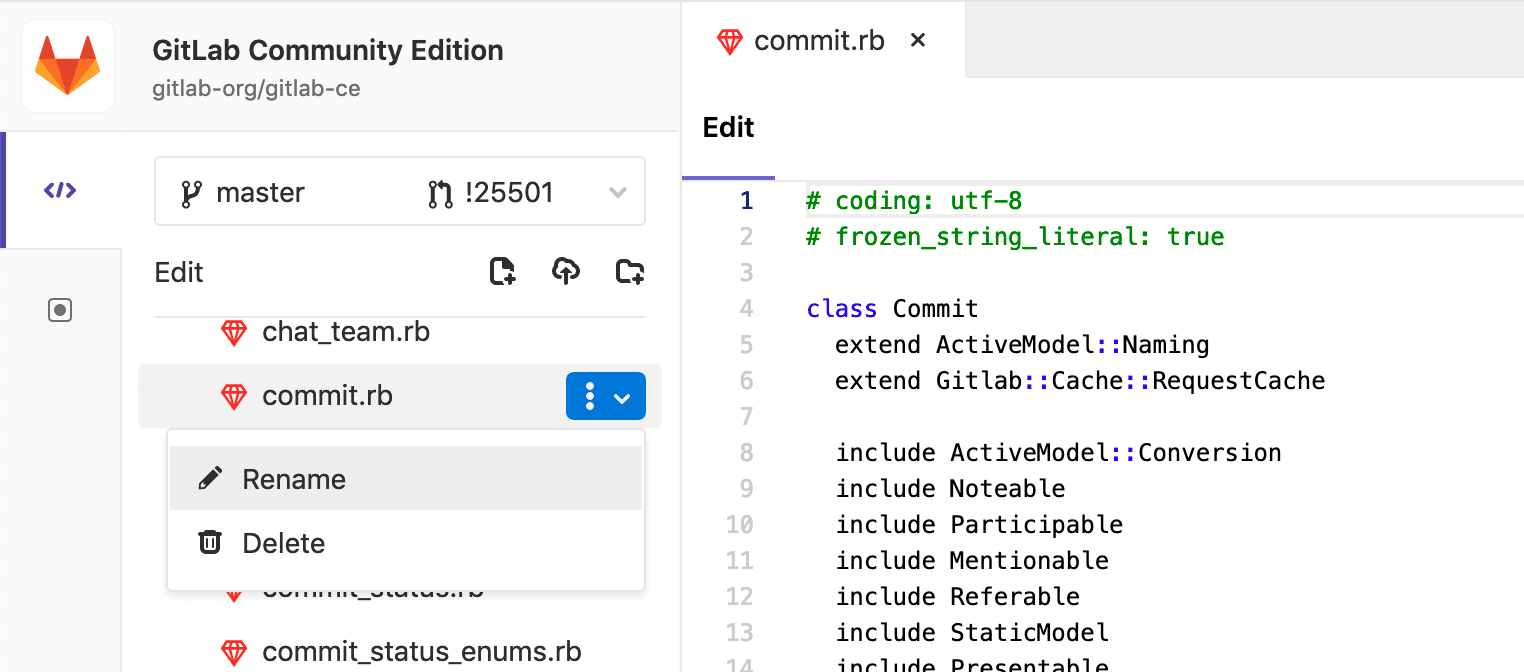 GitLab Community Edition
gitlab-org/gitlab-ce
master !25501
Edit
chat_team.rb
commit.rb
Rename
Delete
commit_status.rb
commit_status_enums.rb
commit.rb ×
Edit
1 # coding: utf-8
2 # frozen_string_literal: true
3
4 class Commit
5   extend ActiveModel::Naming
6   extend Gitlab::Cache::RequestCache
7
8   include ActiveModel::Conversion
9   include Noteable
10   include Participable
11   include Mentionable
12   include Referable
13   include StaticModel
14   include Presentable